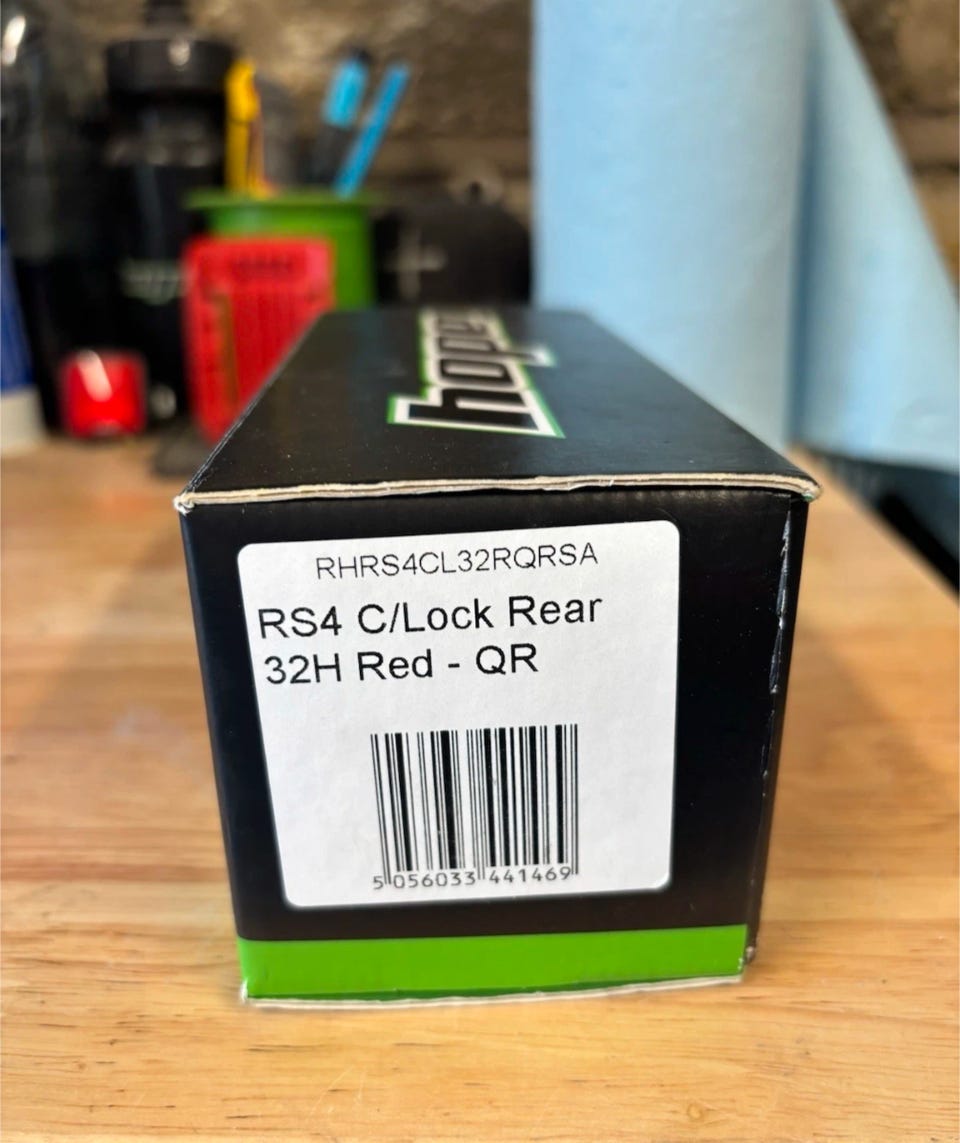 hope
RHRS4CL32RQRSA
RS4 C/Lock Rear
32H Red - QR
5 056033 441469